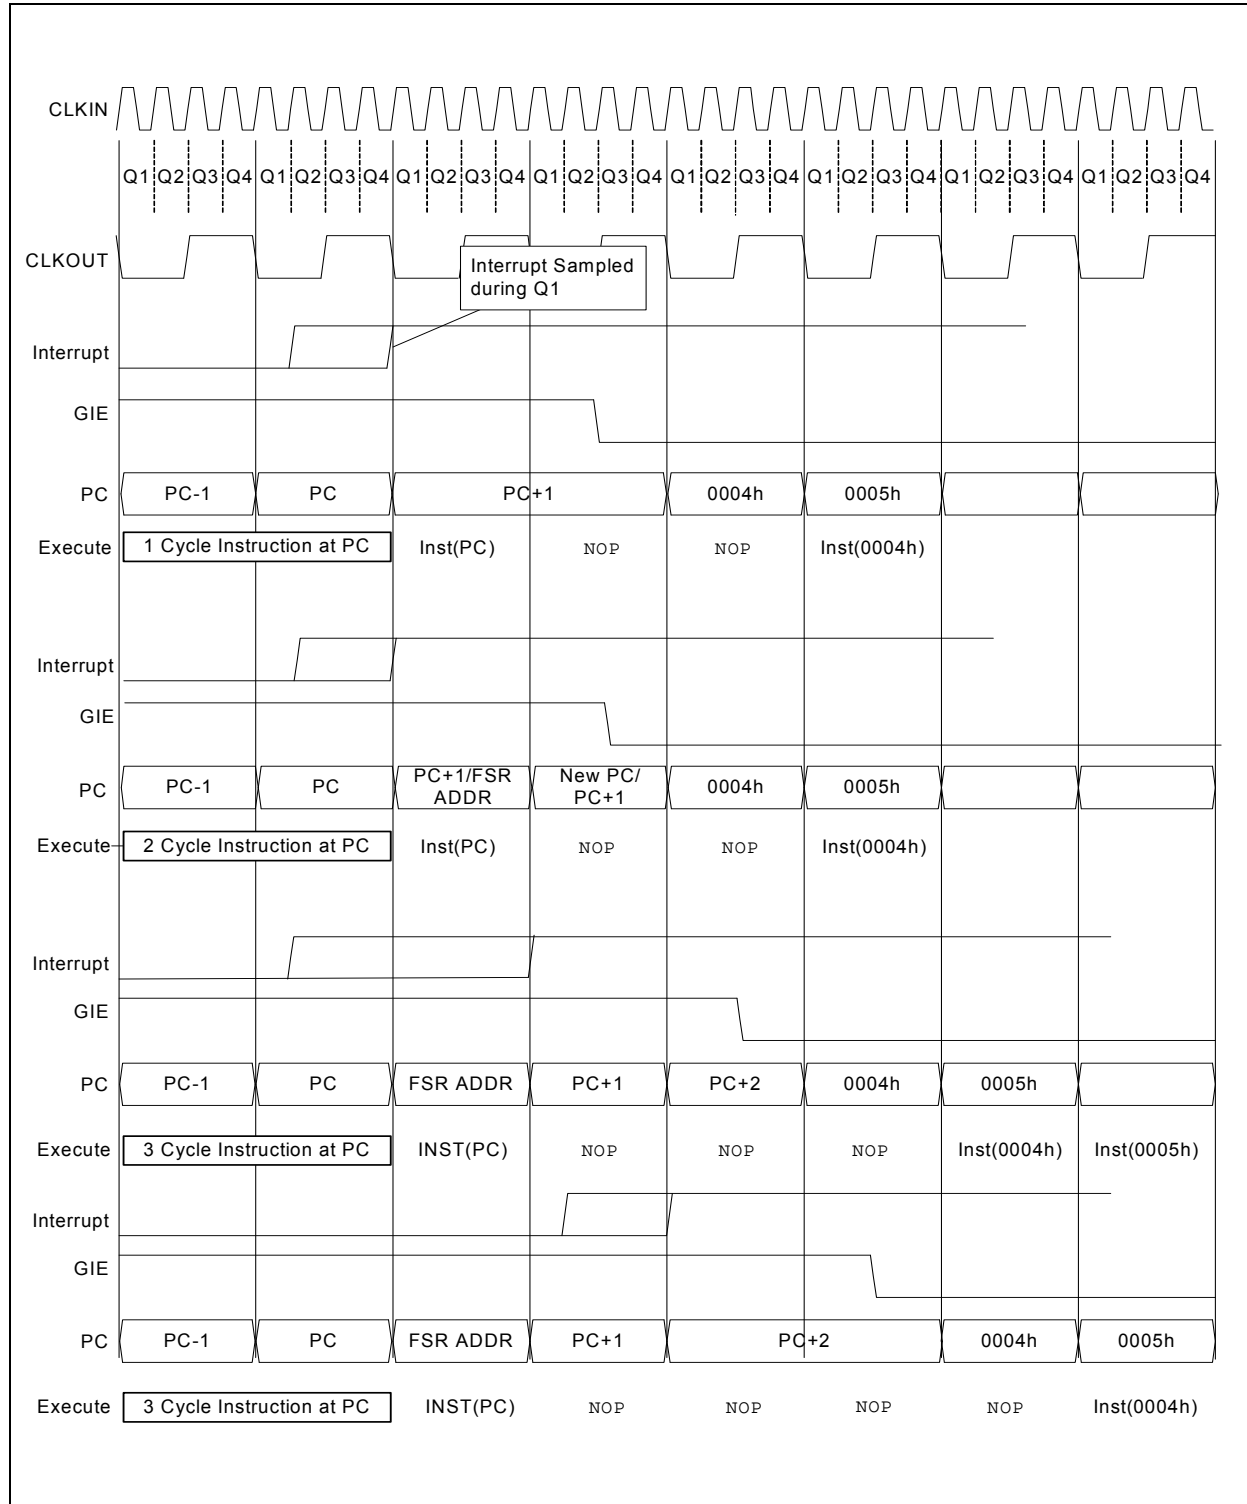 CLKIN
Q1 Q2 Q3 Q4 Q1 Q2 Q3 Q4 Q1 Q2 Q3 Q4 Q1 Q2 Q3 Q4 Q1 Q2 Q3 Q4 Q1 Q2 Q3 Q4 Q1 Q2 Q3 Q4 Q1 Q2 Q3 Q4
CLKOUT
Interrupt Sampled
during Q1
Interrupt
GIE
PC PC-1 PC PC+1 0004h 0005h
Execute 1 Cycle Instruction at PC Inst(PC) NOP NOP Inst(0004h)
Interrupt
GIE
PC PC-1 PC PC+1/FSR ADDR New PC/ PC+1 0004h 0005h
Execute 2 Cycle Instruction at PC Inst(PC) NOP NOP Inst(0004h)
Interrupt
GIE
PC PC-1 PC FSR ADDR PC+1 PC+2 0004h 0005h
Execute 3 Cycle Instruction at PC INST(PC) NOP NOP NOP Inst(0004h) Inst(0005h)
Interrupt
GIE
PC PC-1 PC FSR ADDR PC+1 PC+2 0004h 0005h
Execute 3 Cycle Instruction at PC INST(PC) NOP NOP NOP NOP Inst(0004h)